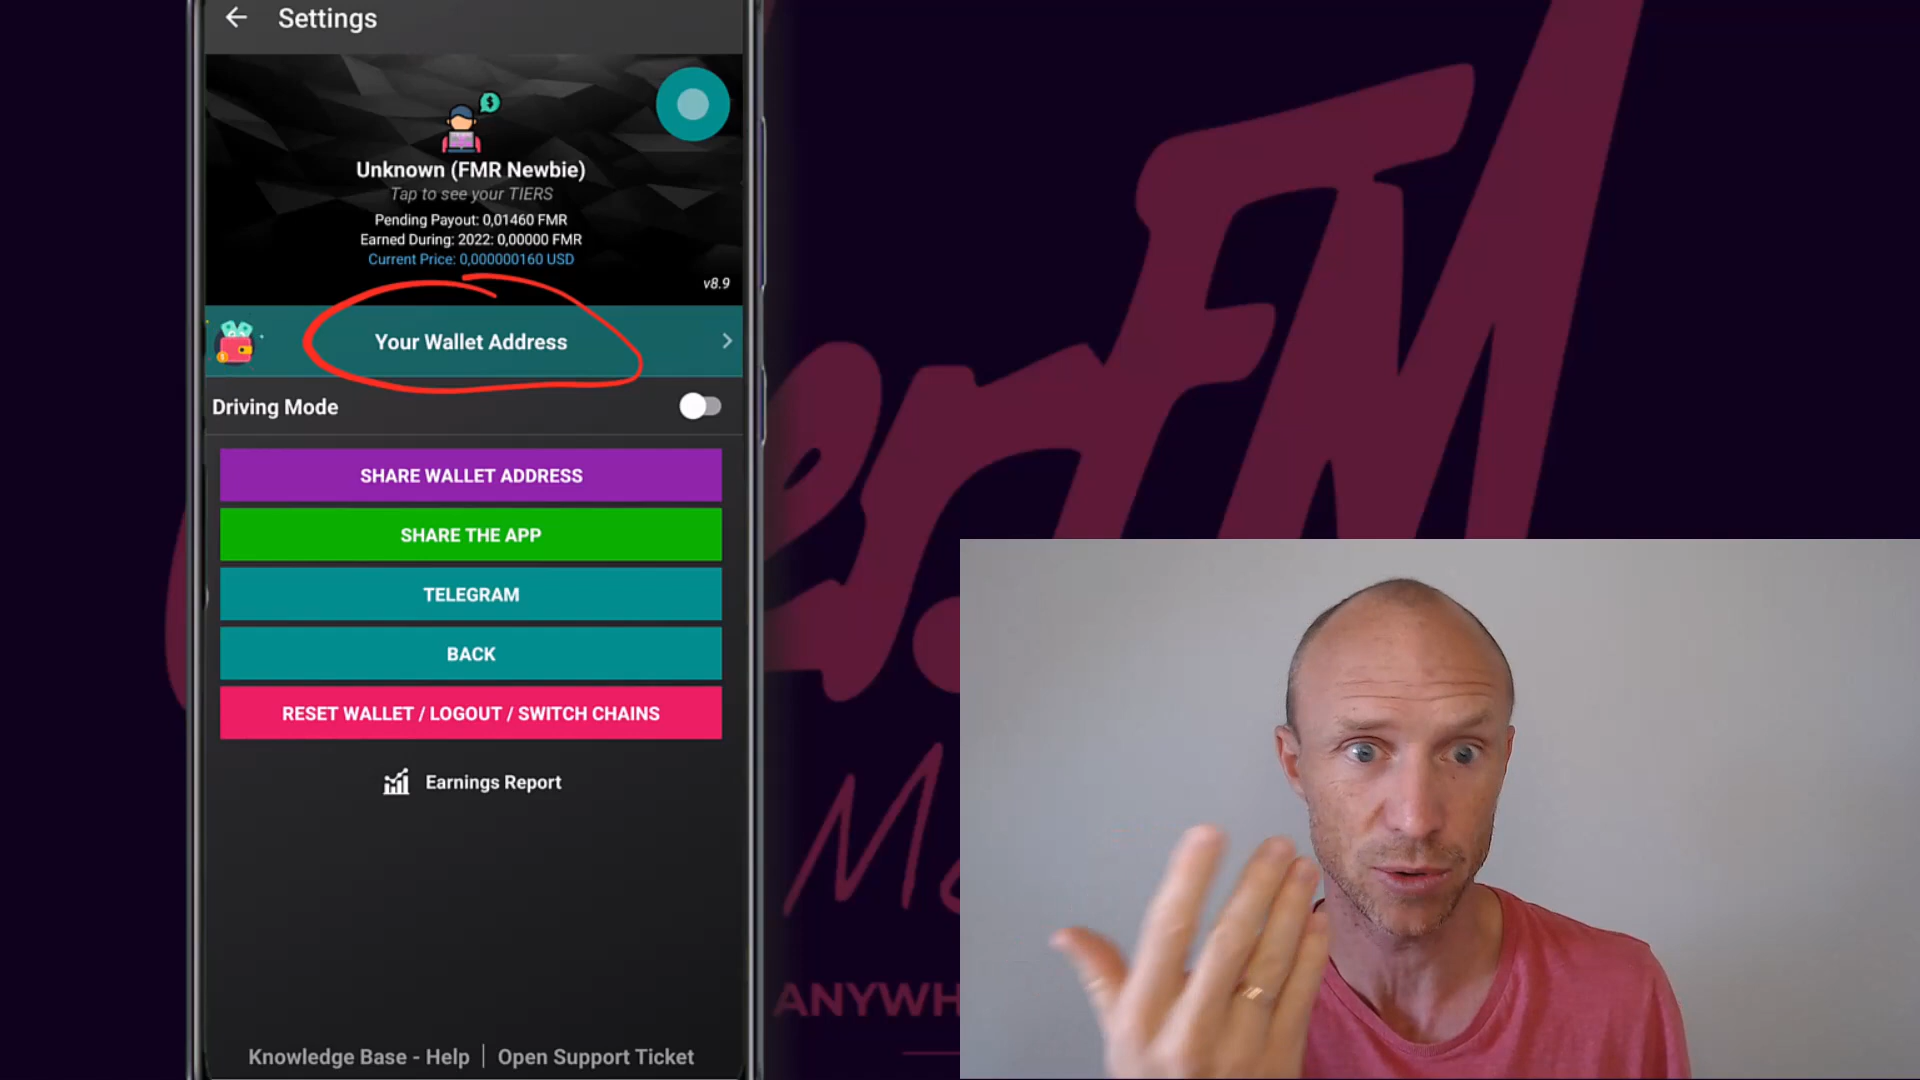 Settings
Unknown (FMR Newbie)
Tap to see your TIERS
Pending Payout: 0,01460 FMR
Earned During: 2022: 0,00000 FMR
Current Price: 0,000000160 USD
v8.9
Your Wallet Address
Driving Mode
SHARE WALLET ADDRESS
SHARE THE APP
TELEGRAM
BACK
RESET WALLET / LOGOUT / SWITCH CHAINS
Earnings Report
Knowledge Base - Help | Open Support Ticket
erFM
ANYWH